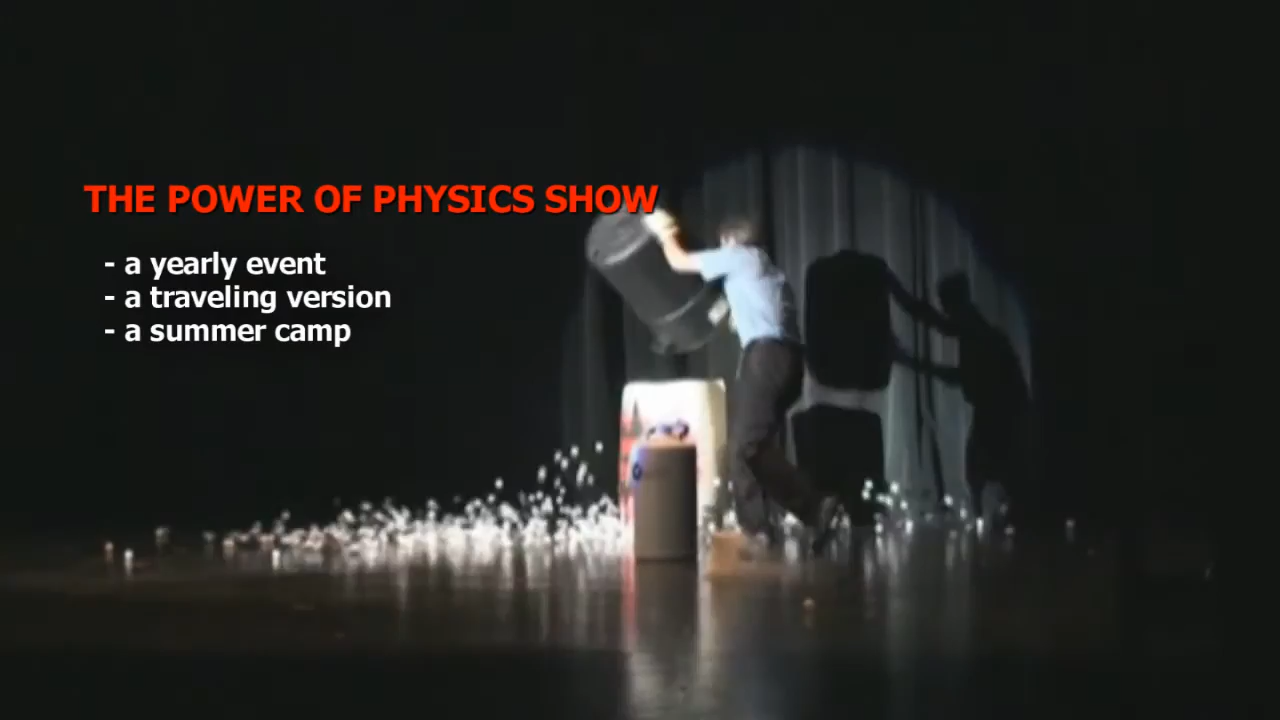 THE POWER OF PHYSICS SHOW
- a yearly event
- a traveling version
- a summer camp